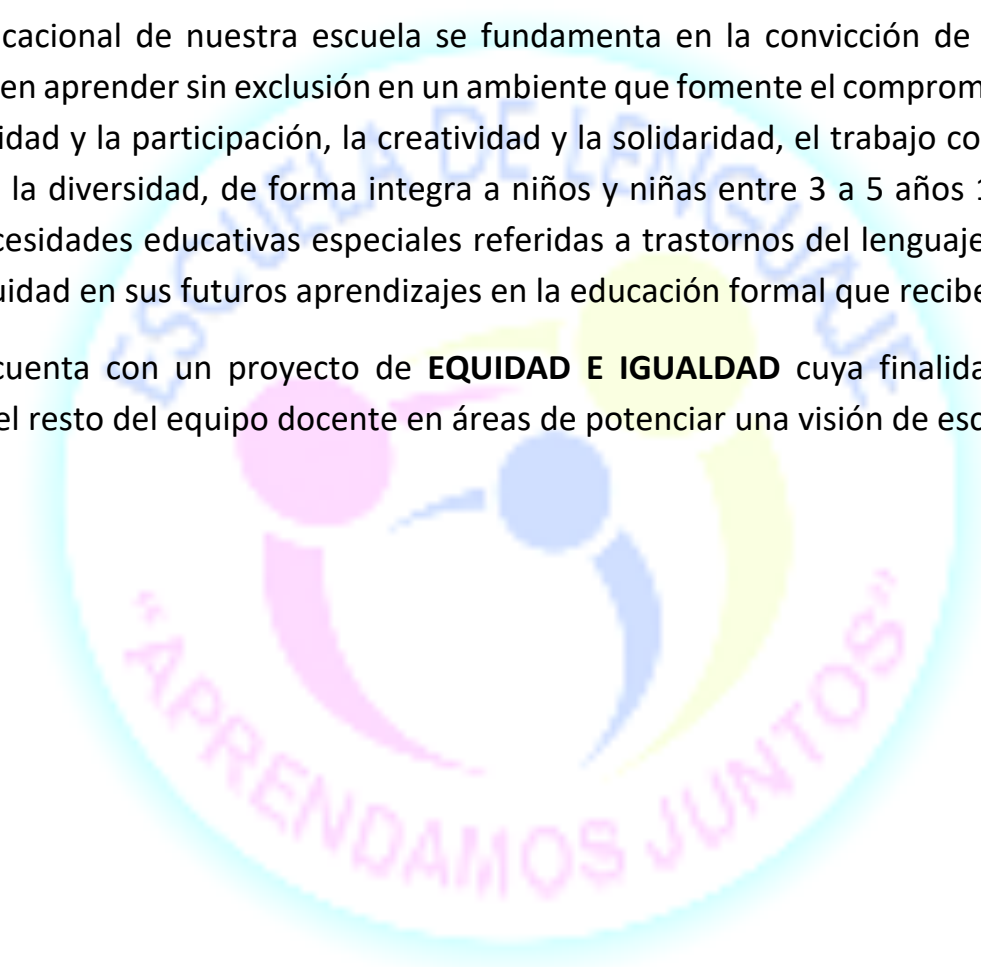 cacional de nuestra escuela se fundamenta en la convicción de
en aprender sin exclusión en un ambiente que fomente el comprom
idad y la participación, la creatividad y la solidaridad, el trabajo co
la diversidad, de forma integra a niños y niñas entre 3 a 5 años 1
cesidades educativas especiales referidas a trastornos del lenguaje
uidad en sus futuros aprendizajes en la educación formal que recibe
cuenta con un proyecto de EQUIDAD E IGUALDAD cuya finalida
el resto del equipo docente en áreas de potenciar una visión de esc
ESCUELA DE LENGUAJE
"APRENDAMOS JUNTOS"